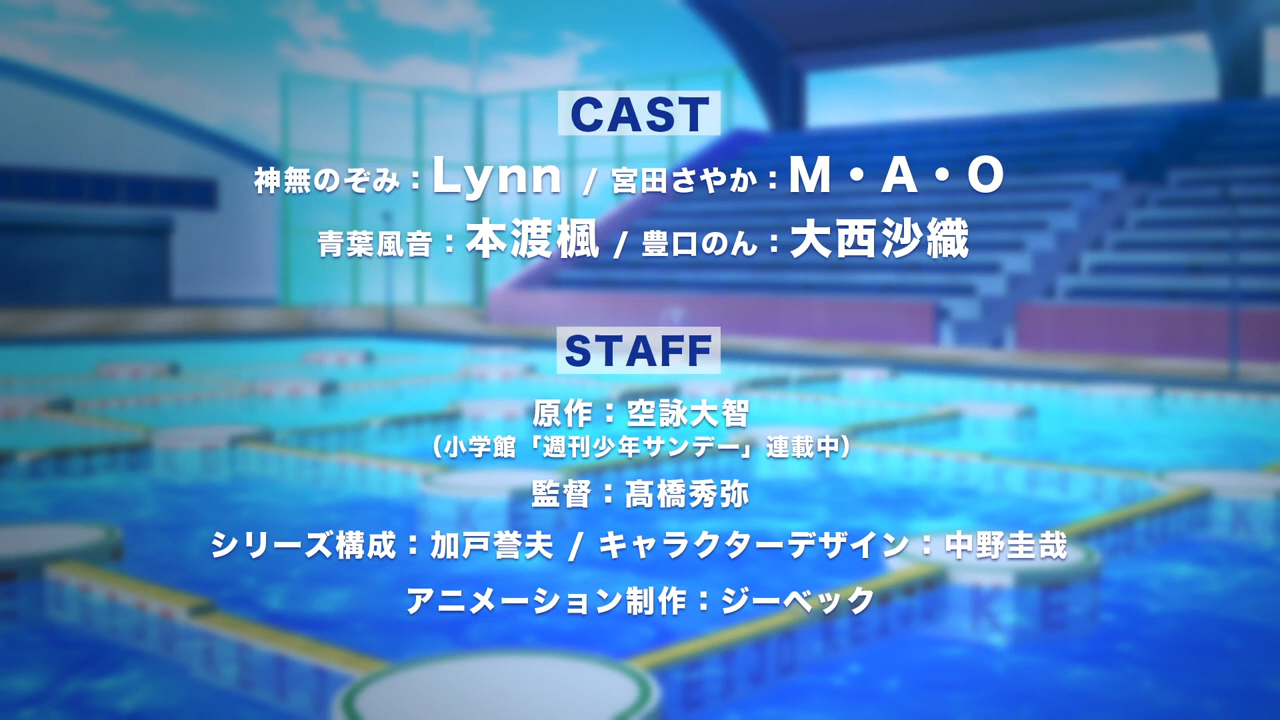 CAST
神無のぞみ：Lynn / 宮田さやか：M・A・O
青葉風音：本渡楓 / 豊口のん：大西沙織
STAFF
原作：空詠大智
（小学館「週刊少年サンデー」連載中）
監督：髙橋秀弥
シリーズ構成：加戸誉夫 / キャラクターデザイン：中野圭哉
アニメーション制作：ジーベック